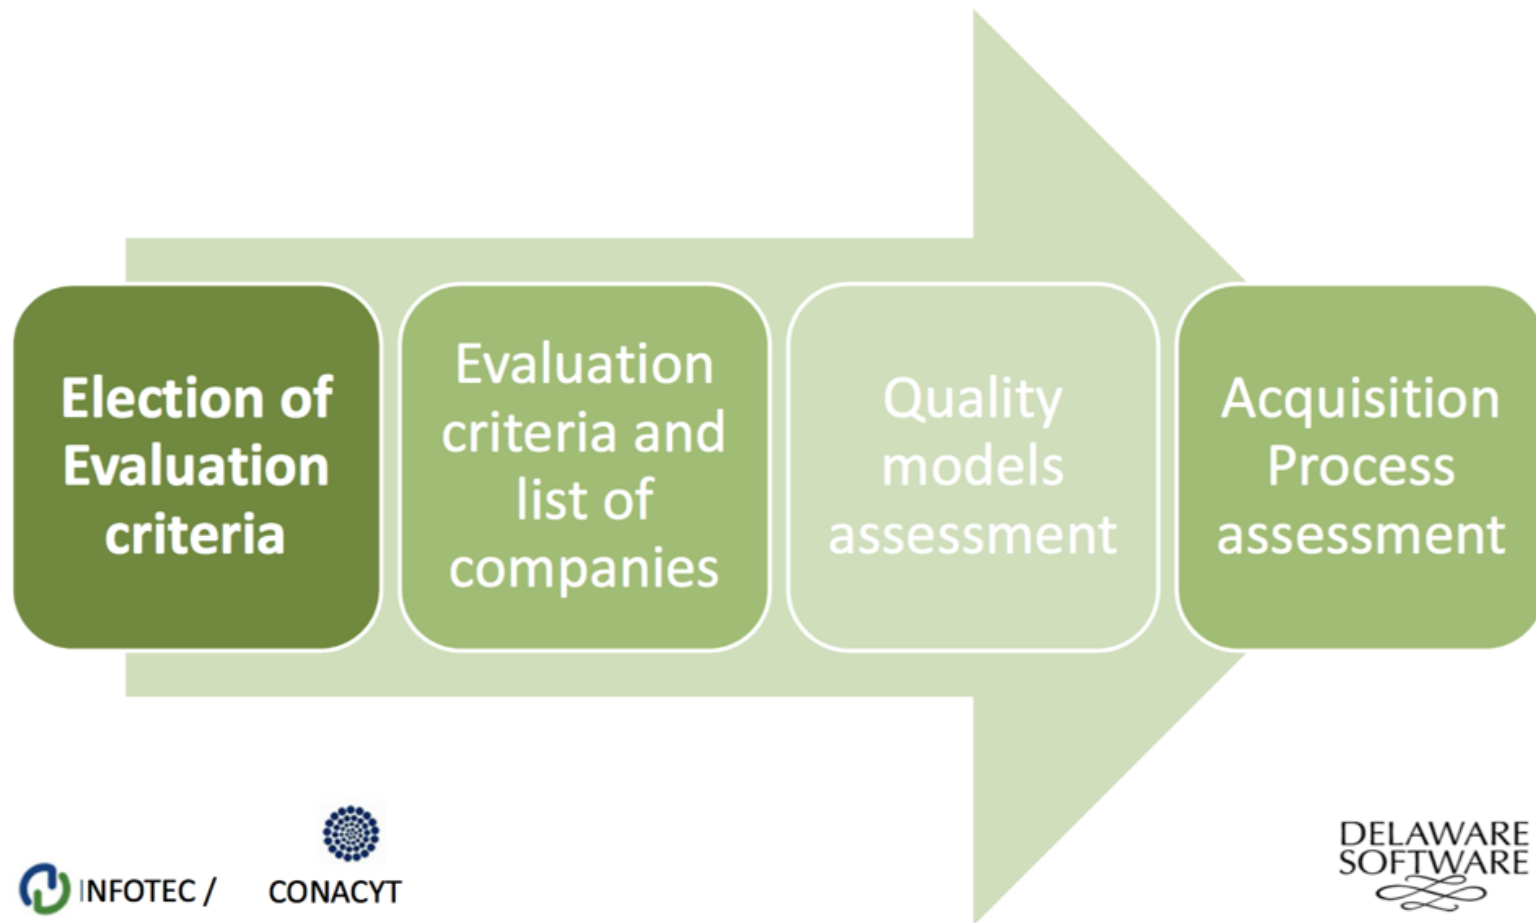 Election of
Evaluation
criteria
Evaluation
criteria and
list of
companies
Quality
models
assessment
Acquisition
Process
assessment
INFOTEC /
CONACYT
DELAWARE
SOFTWARE